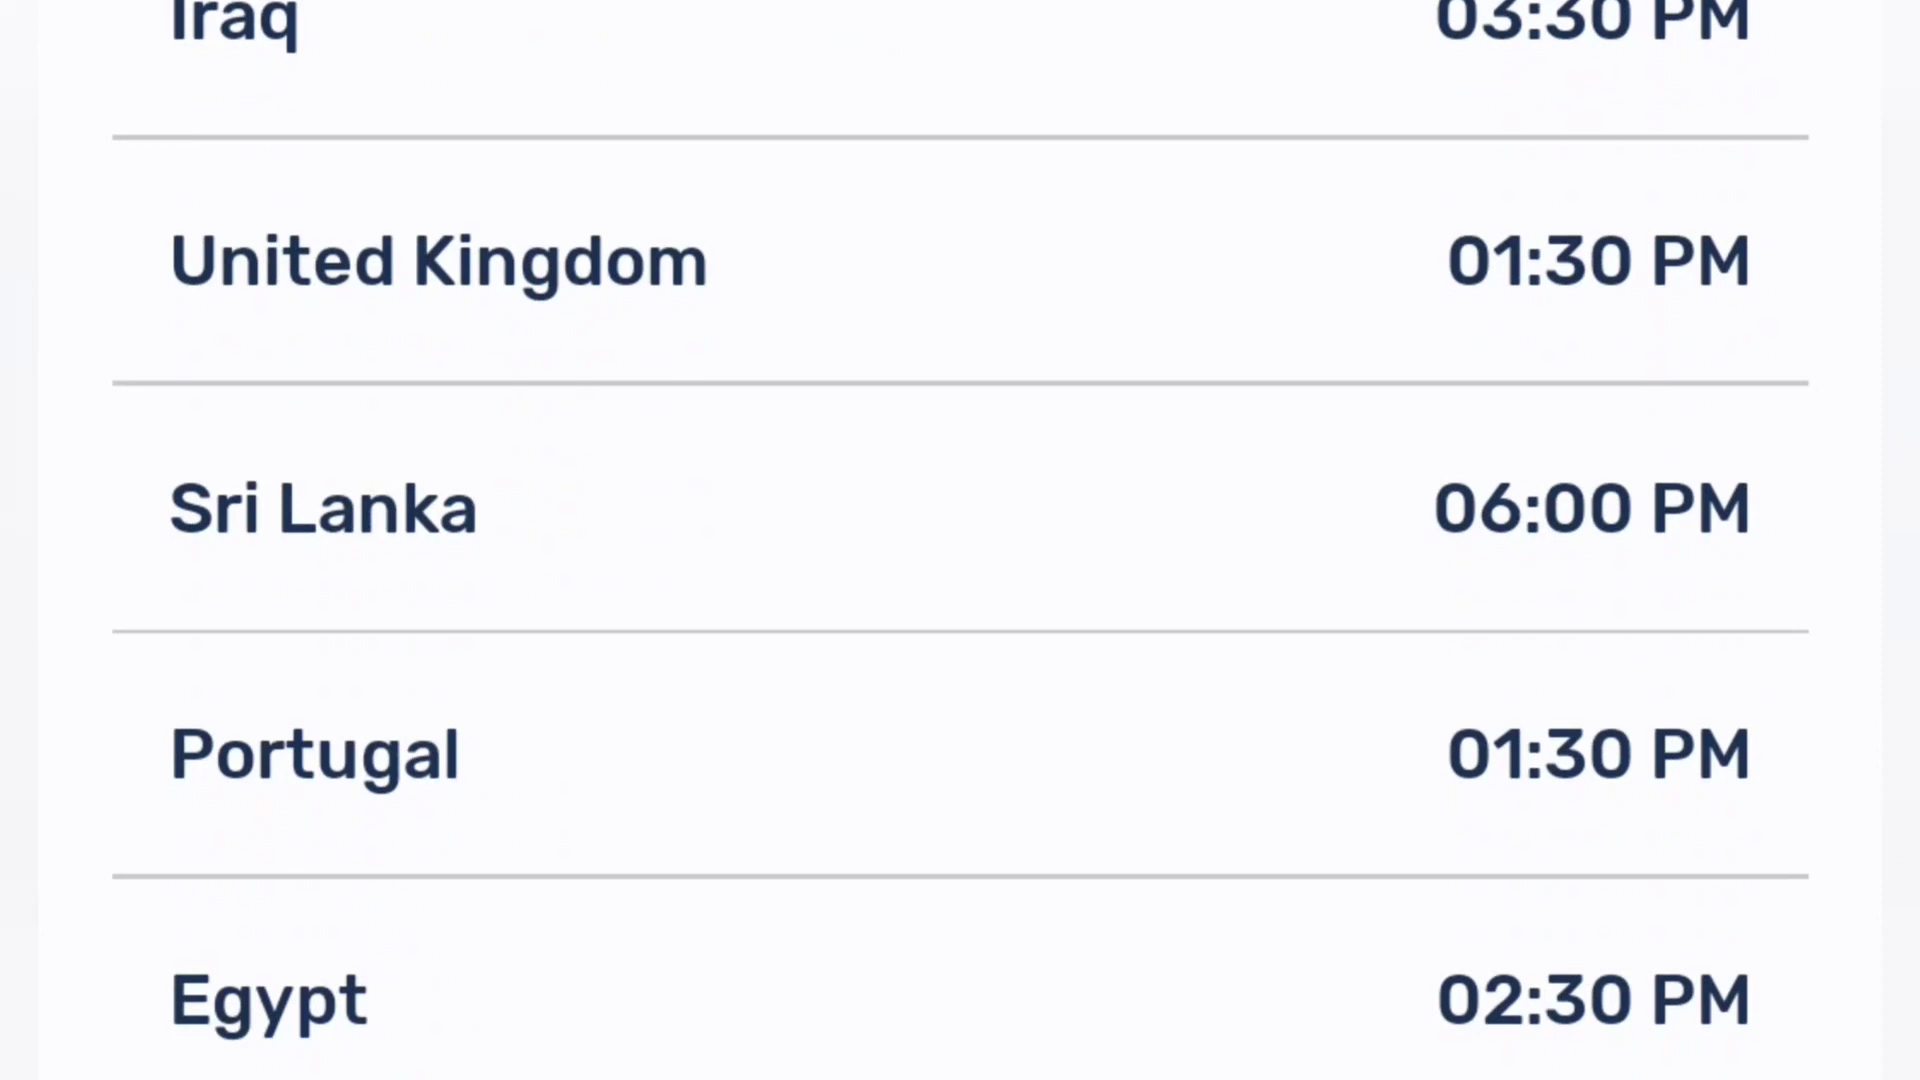 Iraq 03:30 PM
United Kingdom 01:30 PM
Sri Lanka 06:00 PM
Portugal 01:30 PM
Egypt 02:30 PM